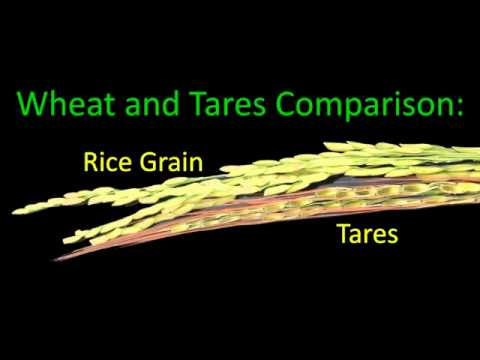 Wheat and Tares Comparison:
Rice Grain
Tares